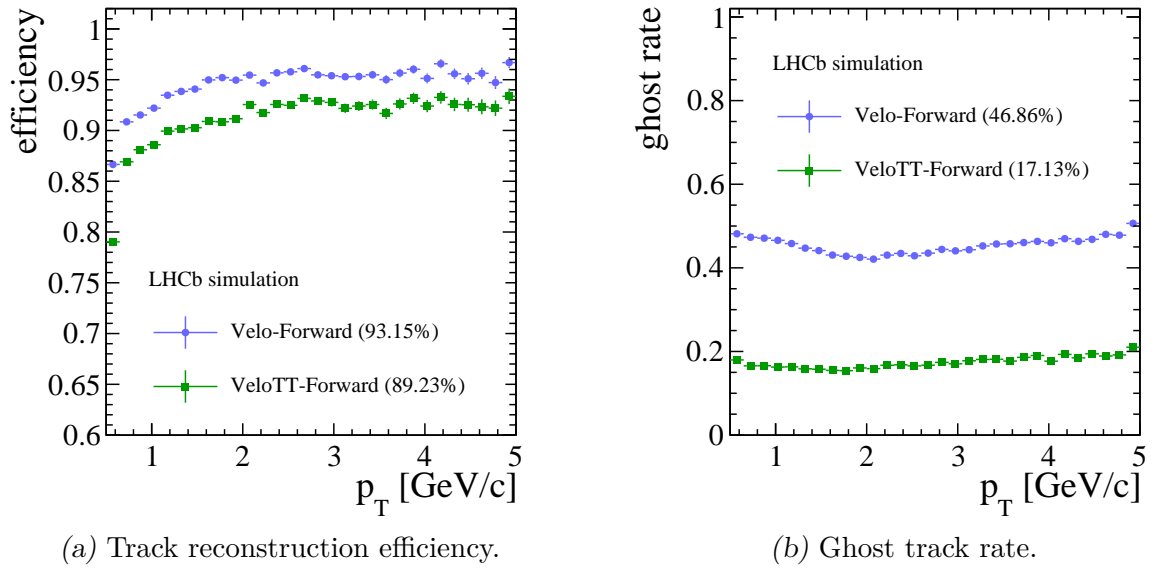 efficiency
1
0.95
0.9
0.85
0.8
0.75
0.7
0.65
0.6
LHCb simulation
Velo-Forward (93.15%)
VeloTT-Forward (89.23%)
1 2 3 4 5
p_T [GeV/c]
(a) Track reconstruction efficiency.
ghost rate
1
0.8
0.6
0.4
0.2
0
LHCb simulation
Velo-Forward (46.86%)
VeloTT-Forward (17.13%)
1 2 3 4 5
p_T [GeV/c]
(b) Ghost track rate.